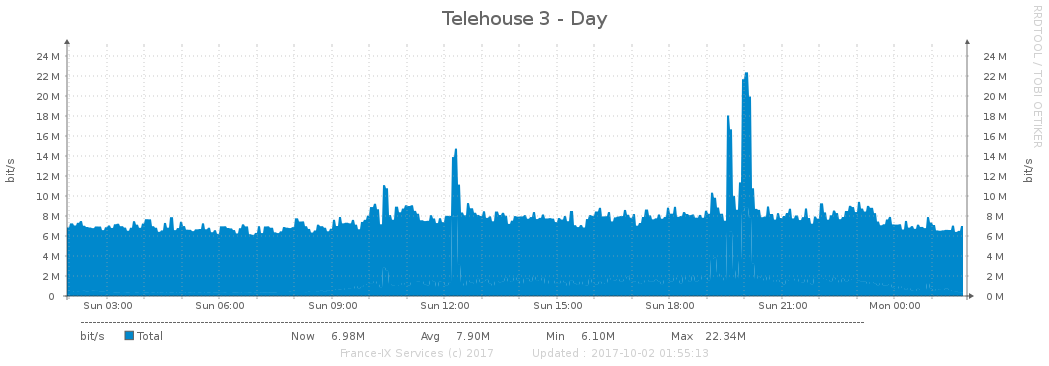 Telehouse 3 - Day
RRDTOOL / TOBI OETIKER
bit/s
24 M 24 M
22 M 22 M
20 M 20 M
18 M 18 M
16 M 16 M
14 M 14 M
12 M 12 M
10 M 10 M
8 M 8 M
6 M 6 M
4 M 4 M
2 M 2 M
0 0 M
bit/s
Sun 03:00 Sun 06:00 Sun 09:00 Sun 12:00 Sun 15:00 Sun 18:00 Sun 21:00 Mon 00:00
bit/s Total Now 6.98M Avg 7.90M Min 6.10M Max 22.34M
France-IX Services (c) 2017 Updated : 2017-10-02 01:55:13